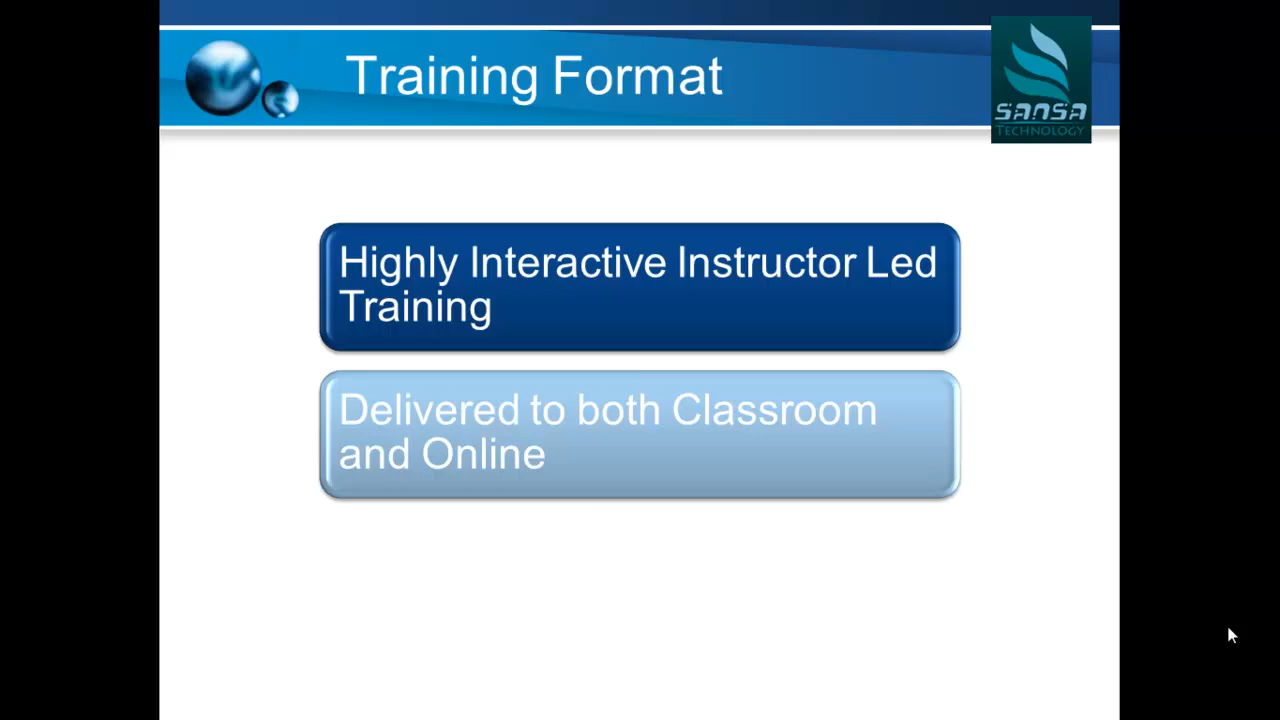 Training Format
SANSA
TECHNOLOGY
Highly Interactive Instructor Led
Training
Delivered to both Classroom
and Online